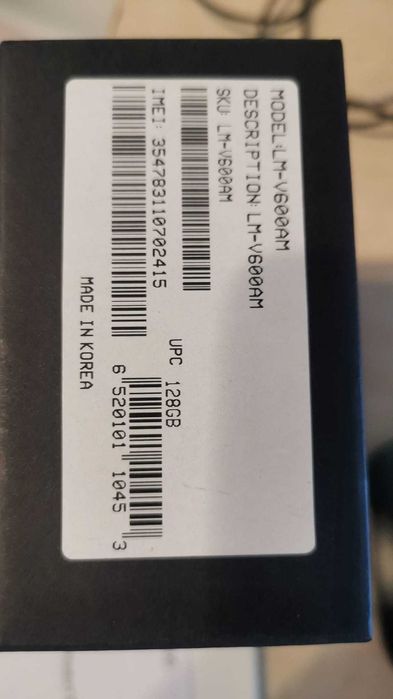 MODEL:LM-V600AM
DESCRIPTION: LM-V600AM
SKU: LM-V600AM
IMEI: 354783110702415
UPC 128GB
6 520101 1045 3
MADE IN KOREA